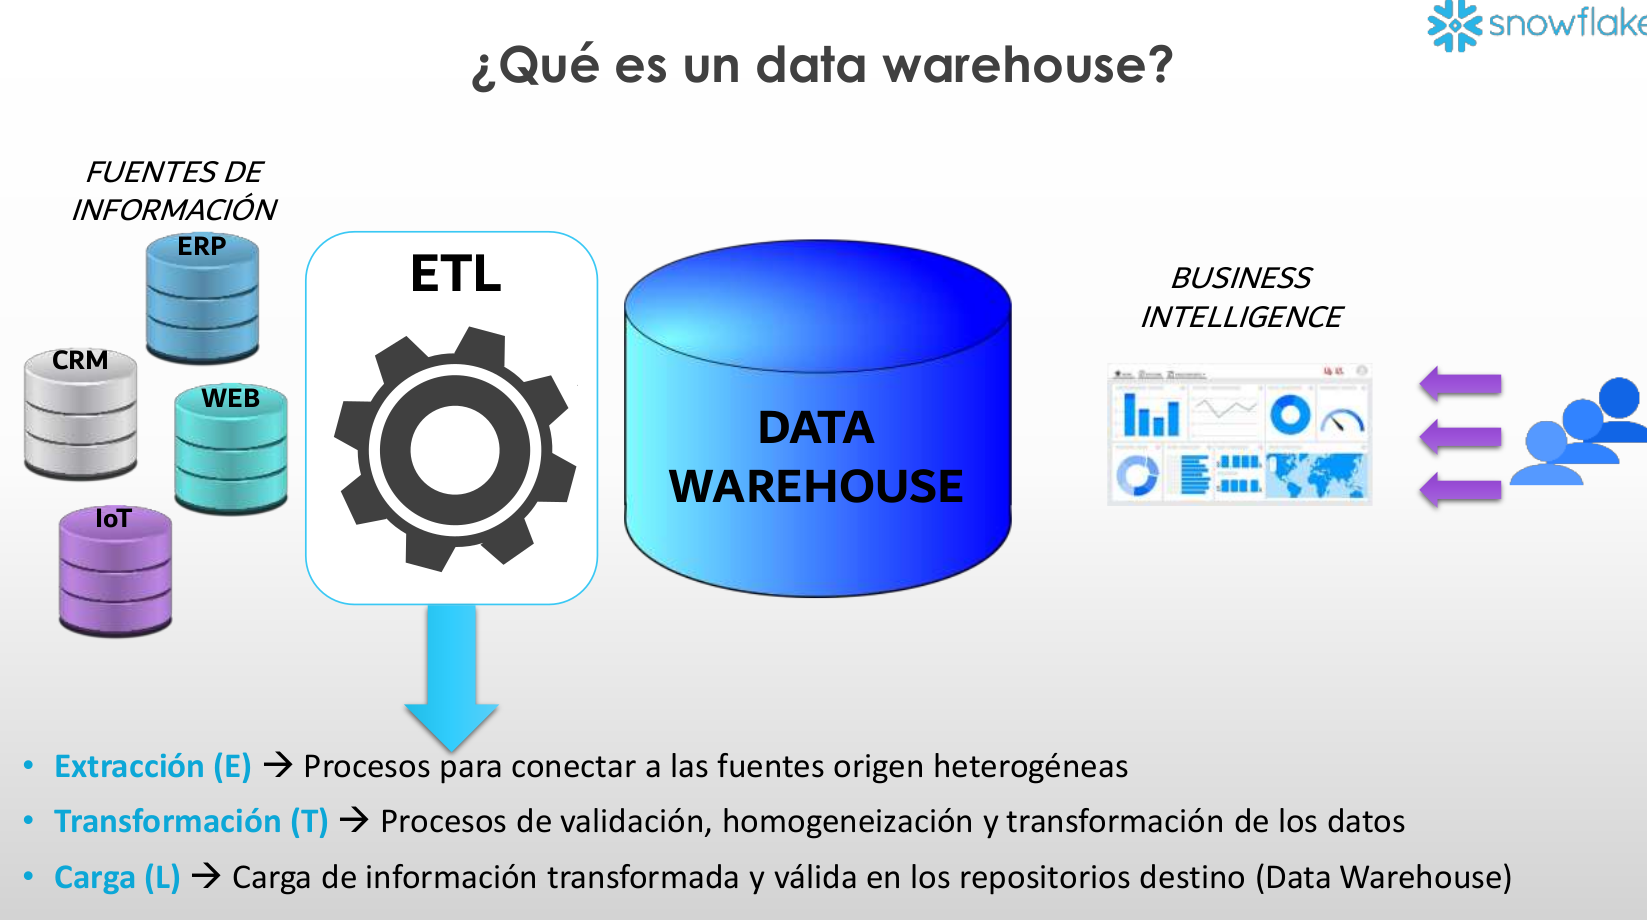 snowflake
¿Qué es un data warehouse?
FUENTES DE
INFORMACIÓN
ERP
CRM
WEB
IoT
ETL
DATA
WAREHOUSE
BUSINESS
INTELLIGENCE
• Extracción (E) → Procesos para conectar a las fuentes origen heterogéneas
• Transformación (T) → Procesos de validación, homogeneización y transformación de los datos
• Carga (L) → Carga de información transformada y válida en los repositorios destino (Data Warehouse)